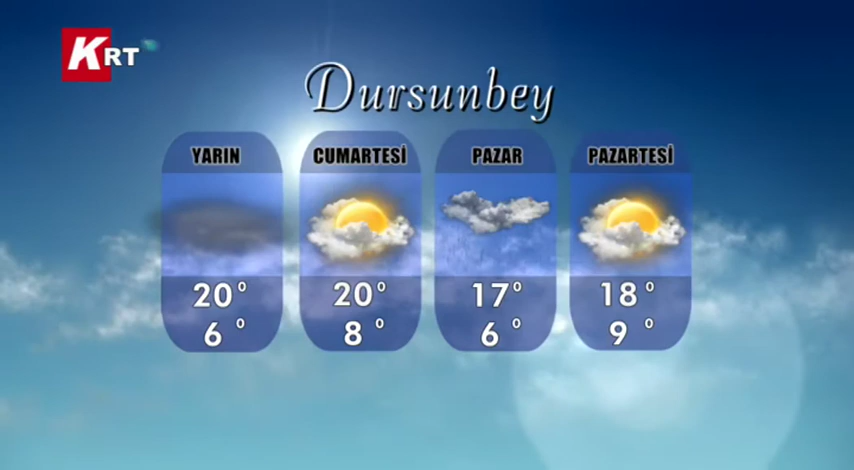 KRT
Dursunbey
YARIN CUMARTESİ PAZAR PAZARTESİ
20° 20° 17° 18°
6° 8° 6° 9°